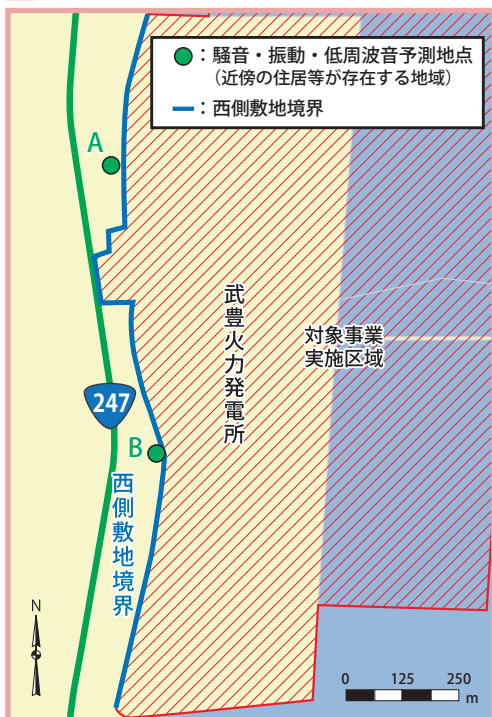 ：騒音・振動・低周波音予測地点
（近傍の住居等が存在する地域）
：西側敷地境界
A
武豊火力発電所
対象事業
実施区域
247
B
西側敷地境界
N
0 125 250
m